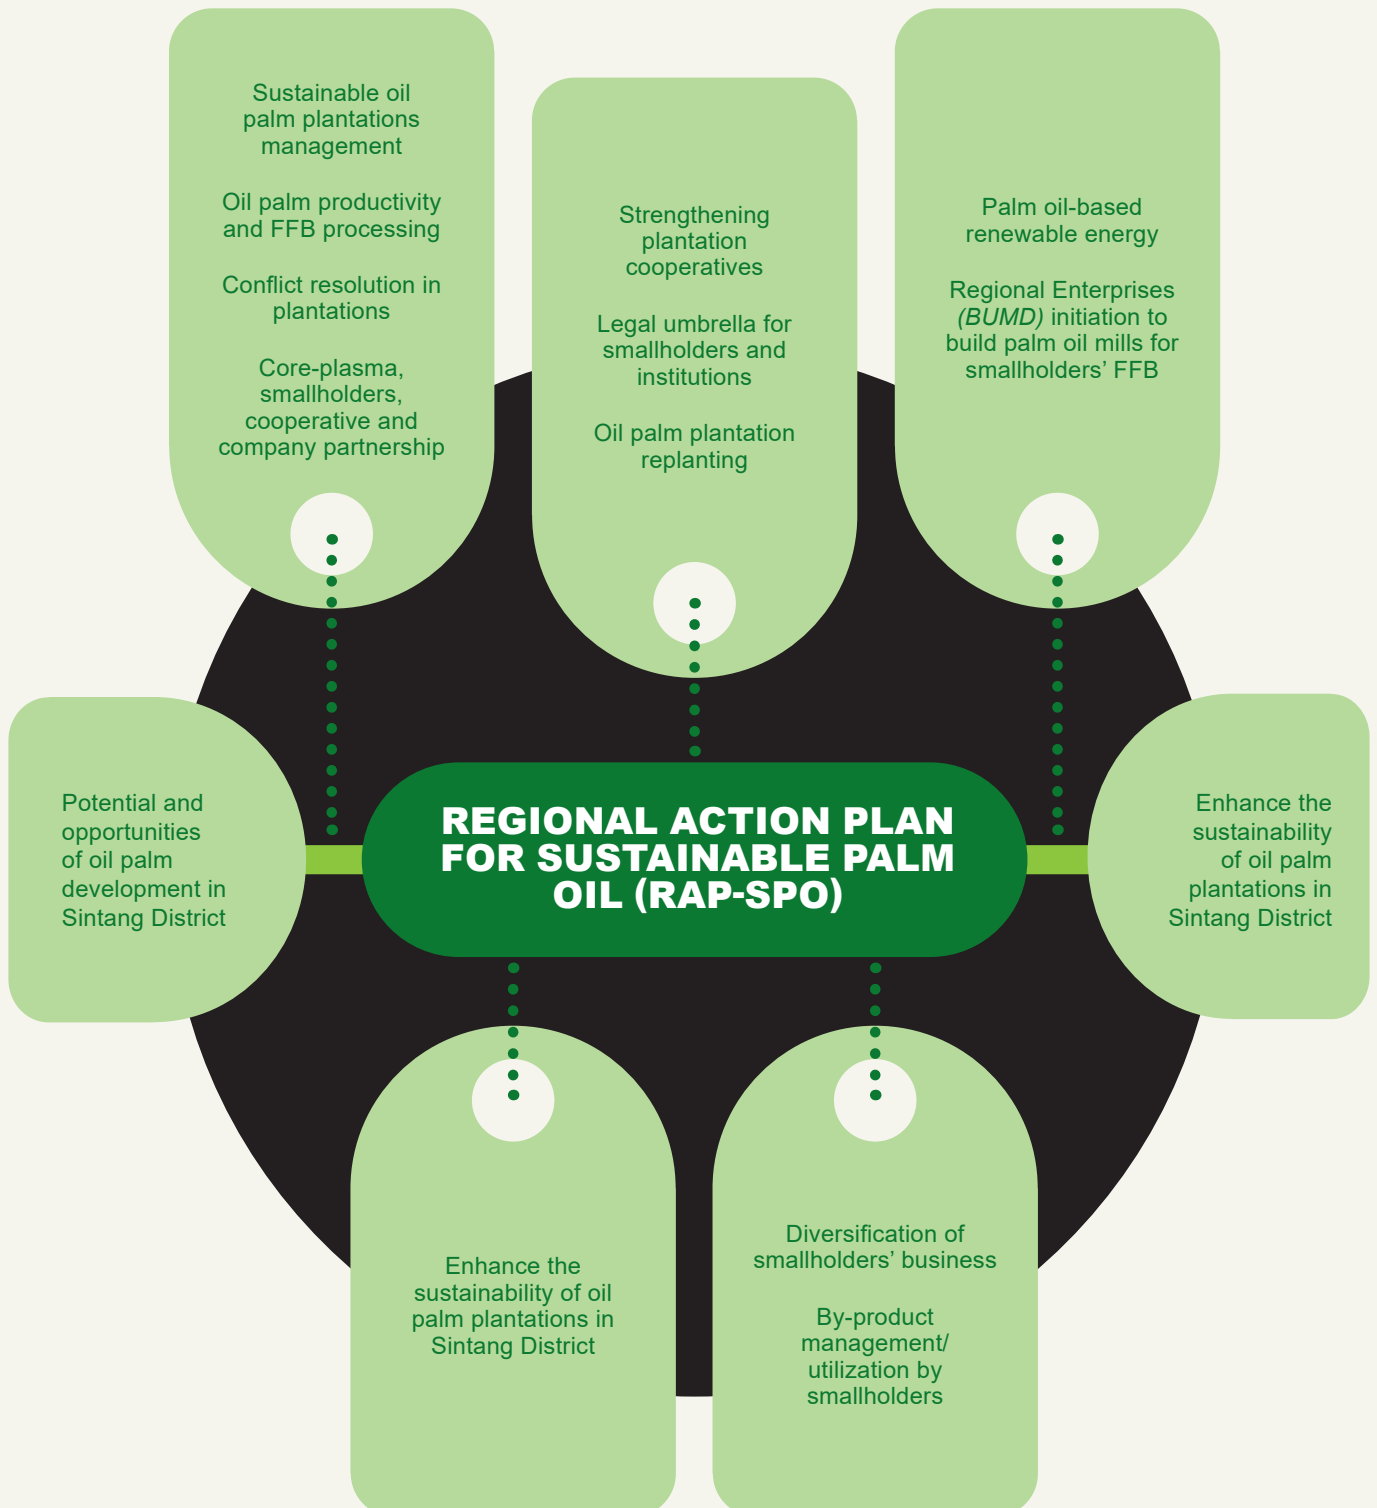 Sustainable oil
palm plantations
management
Oil palm productivity
and FFB processing
Conflict resolution in
plantations
Core-plasma,
smallholders,
cooperative and
company partnership
Strengthening
plantation
cooperatives
Legal umbrella for
smallholders and
institutions
Oil palm plantation
replanting
Palm oil-based
renewable energy
Regional Enterprises
(BUMD) initiation to
build palm oil mills for
smallholders’ FFB
Potential and
opportunities
of oil palm
development in
Sintang District
REGIONAL ACTION PLAN
FOR SUSTAINABLE PALM
OIL (RAP-SPO)
Enhance the
sustainability
of oil palm
plantations in
Sintang District
Enhance the
sustainability of oil
palm plantations in
Sintang District
Diversification of
smallholders’ business
By-product
management/
utilization by
smallholders